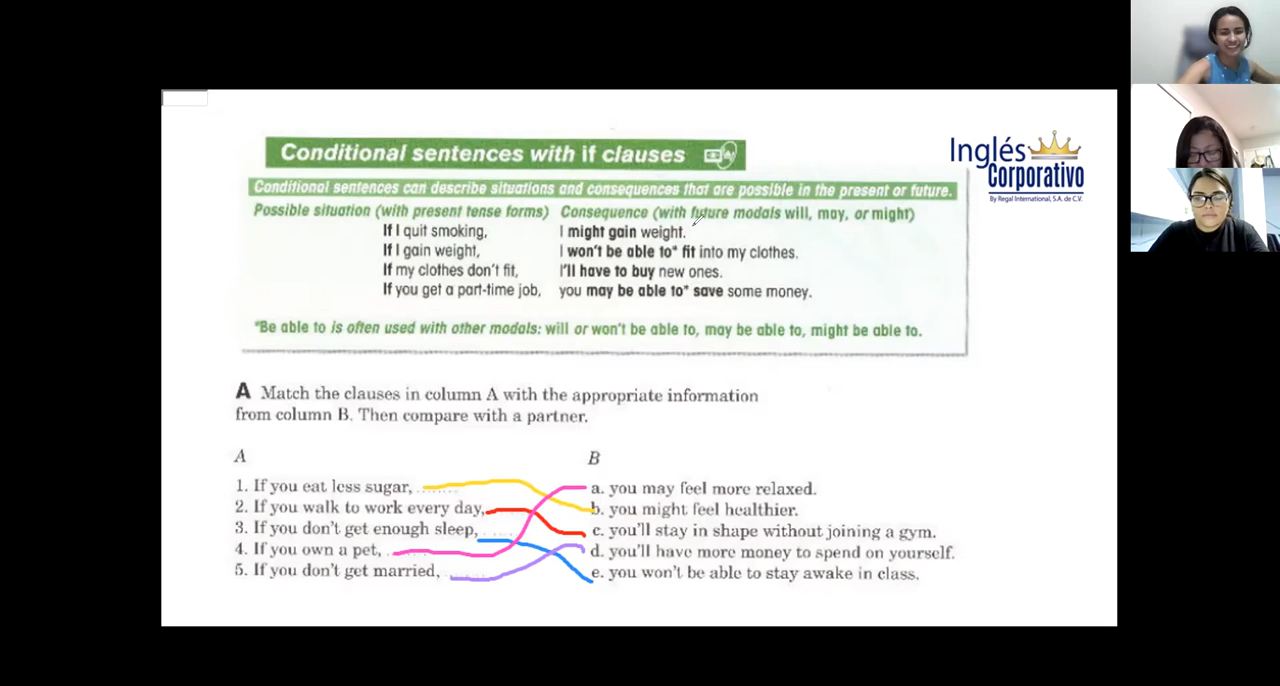 Conditional sentences with if clauses
Conditional sentences can describe situations and consequences that are possible in the present or future.
Possible situation (with present tense forms) Consequence (with future modals will, may, or might)
If I quit smoking, I might gain weight.
If I gain weight, I won't be able to* fit into my clothes.
If my clothes don't fit, I'll have to buy new ones.
If you get a part-time job, you may be able to* save some money.
*Be able to is often used with other modals: will or won't be able to, may be able to, might be able to.
Inglés
Corporativo
By Regal International, S.A. de C.V.
A Match the clauses in column A with the appropriate information
from column B. Then compare with a partner.
A B
1. If you eat less sugar, ........ a. you may feel more relaxed.
2. If you walk to work every day, b. you might feel healthier.
3. If you don't get enough sleep, ..... c. you'll stay in shape without joining a gym.
4. If you own a pet, ........ d. you'll have more money to spend on yourself.
5. If you don't get married, ........ e. you won't be able to stay awake in class.